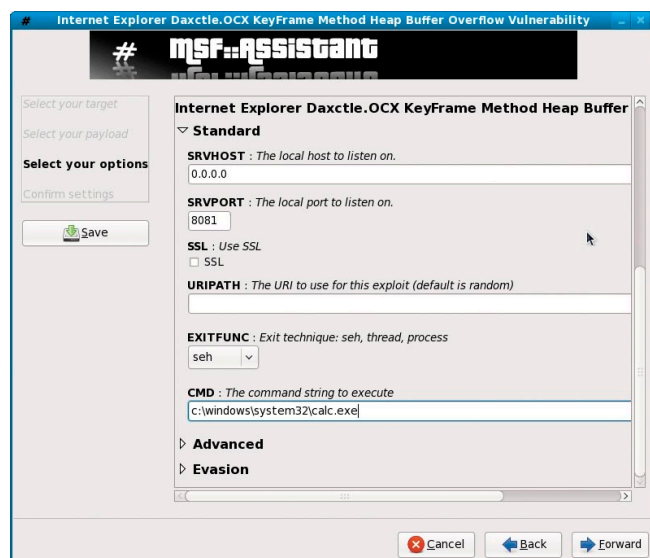 # Internet Explorer Daxctle.OCX KeyFrame Method Heap Buffer Overflow Vulnerability
# MSF::Assistant
Select your target
Select your payload
Select your options
Confirm settings
Save
Internet Explorer Daxctle.OCX KeyFrame Method Heap Buffer
Standard
SRVHOST : The local host to listen on.
0.0.0.0
SRVPORT : The local port to listen on.
8081
SSL : Use SSL
SSL
URIPATH : The URI to use for this exploit (default is random)
EXITFUNC : Exit technique: seh, thread, process
seh
CMD : The command string to execute
c:\windows\system32\calc.exe
Advanced
Evasion
Cancel
Back
Forward